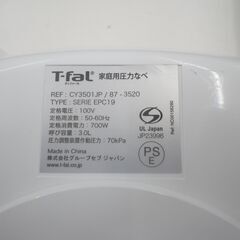 T-fal 家庭用圧力なべ
REF : CY3501JP / 87 - 3520
TYPE : SERIE EPC19
定格電圧 : 100V
定格周波数 : 50-60Hz
定格消費電力 : 700W
呼び容量 : 3.0L
圧力調整装置作動圧力 : 70kPa
Made in China
株式会社グループセブ ジャパン
www.t-fal.co.jp
UL Japan
JP23998
PS
E